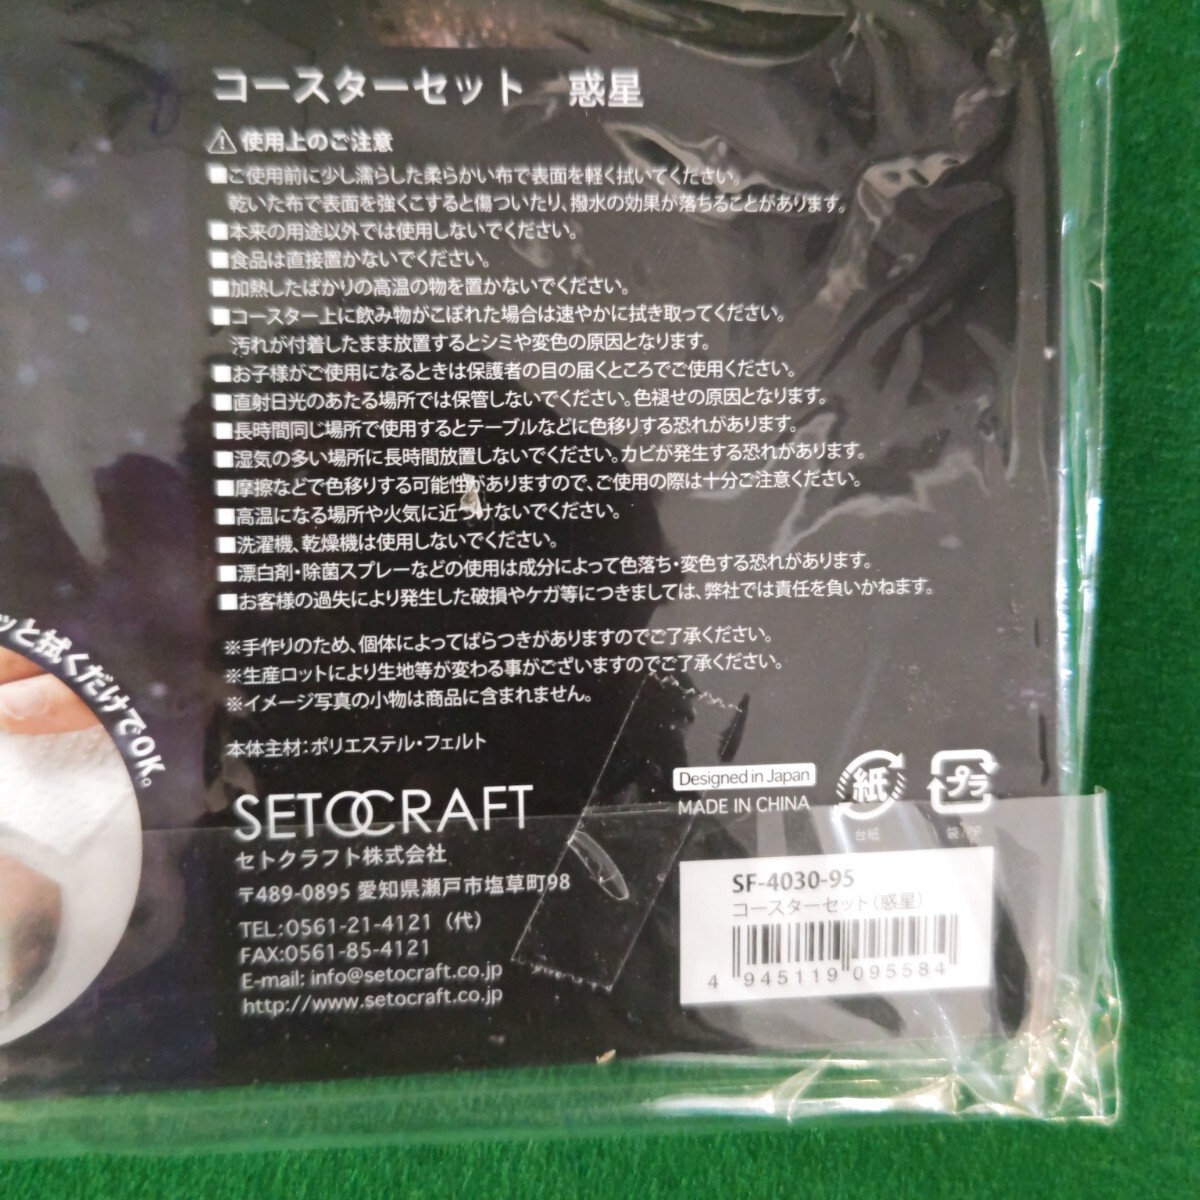 コースターセット　惑星
⚠使用上のご注意
■ご使用前に少し濡らした柔らかい布で表面を軽く拭いてください。
乾いた布で表面を強くこすると傷ついたり、撥水の効果が落ちることがあります。
■本来の用途以外では使用しないでください。
■食品は直接置かないでください。
■加熱したばかりの高温の物を置かないでください。
■コースター上に飲み物がこぼれた場合は速やかに拭き取ってください。
汚れが付着したまま放置するとシミや変色の原因となります。
■お子様がご使用になるときは保護者の目の届くところでご使用ください。
■直射日光のあたる場所では保管しないでください。色褪せの原因となります。
■長時間同じ場所で使用するとテーブルなどに色移りする恐れがあります。
■湿気の多い場所に長時間放置しないでください。カビが発生する恐れがあります。
■摩擦などで色移りする可能性がありますので、ご使用の際は十分ご注意ください。
■高温になる場所や火気に近づけないでください。
■洗濯機、乾燥機は使用しないでください。
■漂白剤・除菌スプレーなどの使用は成分によって色落ち・変色する恐れがあります。
■お客様の過失により発生した破損やケガ等につきましては、弊社では責任を負いかねます。
※手作りのため、個体によってばらつきがありますのでご了承ください。
※生産ロットにより生地等が変わる事がございますのでご了承ください。
※イメージ写真の小物は商品に含まれません。
ッと拭くだけでOK。
本体主材：ポリエステル・フェルト
SETOCRAFT
セトクラフト株式会社
〒489-0895 愛知県瀬戸市塩草町98
TEL:0561-21-4121（代）
FAX:0561-85-4121
E-mail: info@setocraft.co.jp
http://www.setocraft.co.jp
Designed in Japan
MADE IN CHINA
紙
台紙
プラ
袋/PP
SF-4030-95
コースターセット（惑星）
4 945119 095584